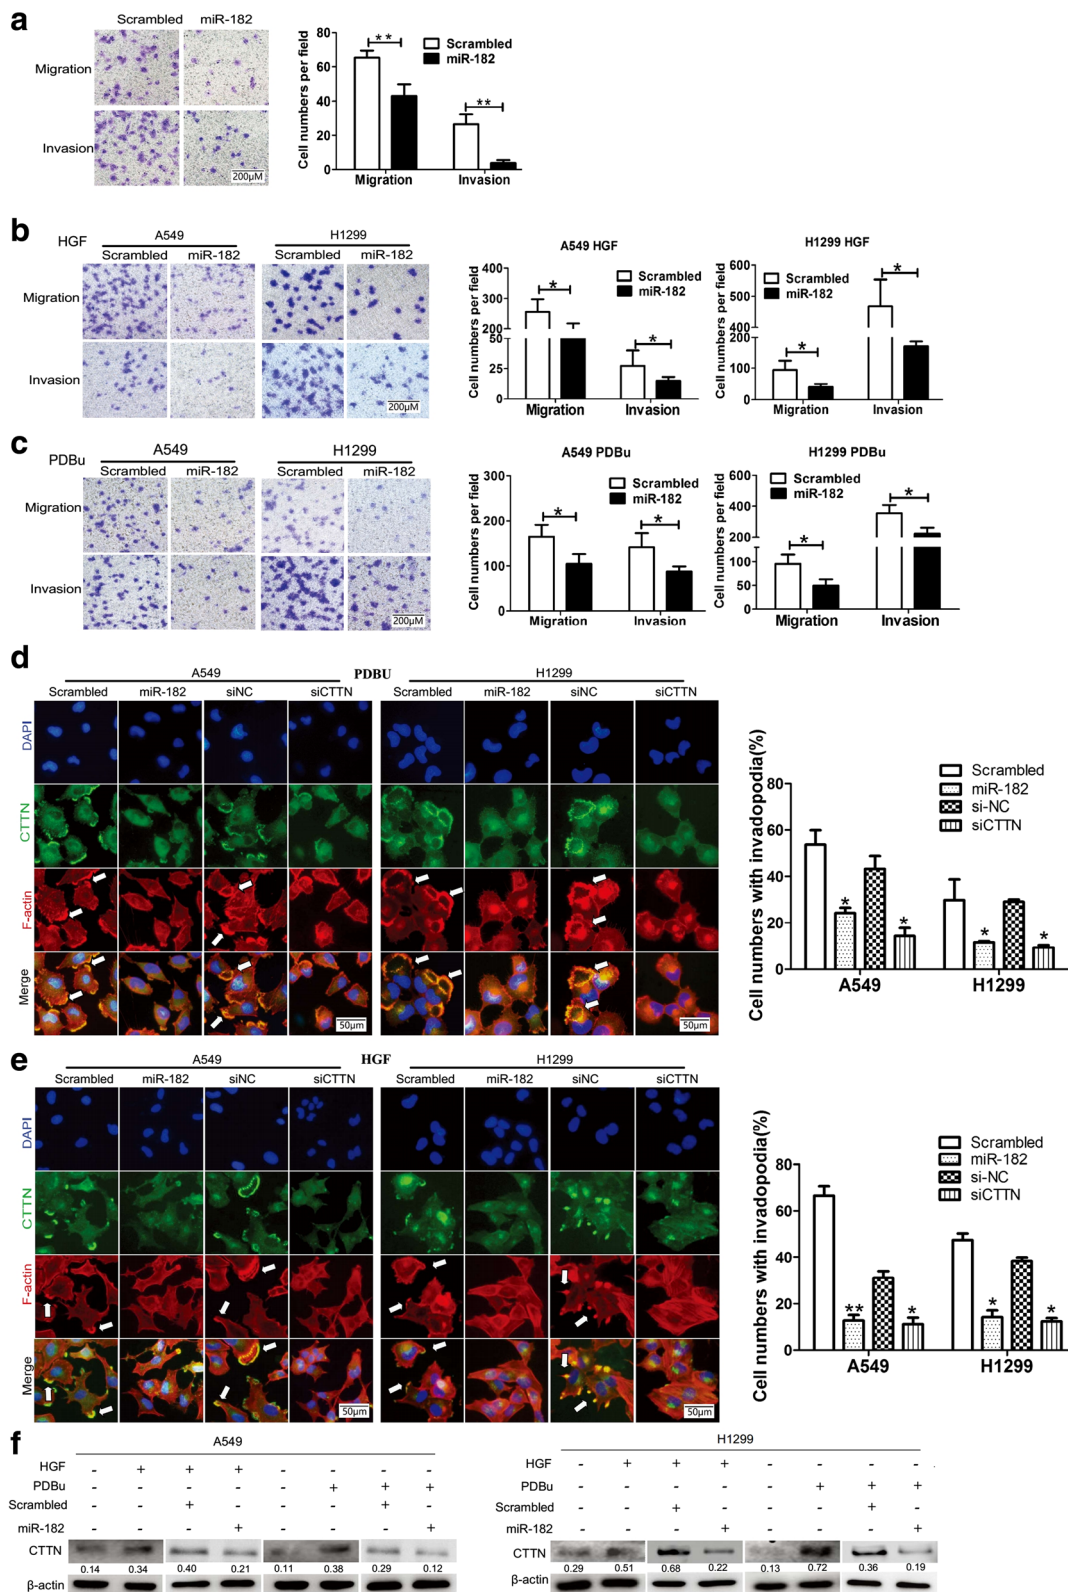 a
Scrambled miR-182
Migration
Invasion
200μM
Cell numbers per field
80
60
40
20
0
**
**
Scrambled
miR-182
Migration Invasion
b
HGF
A549 H1299
Scrambled miR-182 Scrambled miR-182
Migration
Invasion
200μM
A549 HGF
Cell numbers per field
400
300
200
50
25
0
*
*
Scrambled
miR-182
Migration Invasion
H1299 HGF
Cell numbers per field
600
500
400
200
100
0
*
*
Scrambled
miR-182
Migration Invasion
c
PDBu
A549 H1299
Scrambled miR-182 Scrambled miR-182
Migration
Invasion
200μM
A549 PDBu
Cell numbers per field
300
200
100
0
*
*
Scrambled
miR-182
Migration Invasion
H1299 PDBu
Cell numbers per field
600
400
200
100
50
0
*
*
Scrambled
miR-182
Migration Invasion
d
A549 PDBU H1299
Scrambled miR-182 siNC siCTTN Scrambled miR-182 siNC siCTTN
DAPI
CTTN
F-actin
Merge
50μm 50μm
Cell numbers with invadopodia(%)
80
60
40
20
0
Scrambled
miR-182
si-NC
siCTTN
* * * *
A549 H1299
e
A549 HGF H1299
Scrambled miR-182 siNC siCTTN Scrambled miR-182 siNC siCTTN
DAPI
CTTN
F-actin
Merge
50μm 50μm
Cell numbers with invadopodia(%)
80
60
40
20
0
Scrambled
miR-182
si-NC
siCTTN
** * * *
A549 H1299
f
A549
HGF - + + + - - - -
PDBu - - - - - + + +
Scrambled - - + - - - + -
miR-182 - - - + - - - +
CTTN
0.14 0.34 0.40 0.21 0.11 0.38 0.29 0.12
β-actin
H1299
HGF - + + + - - - -
PDBu - - - - - + + +
Scrambled - - + - - - + -
miR-182 - - - + - - - +
CTTN
0.29 0.51 0.68 0.22 0.13 0.72 0.36 0.19
β-actin